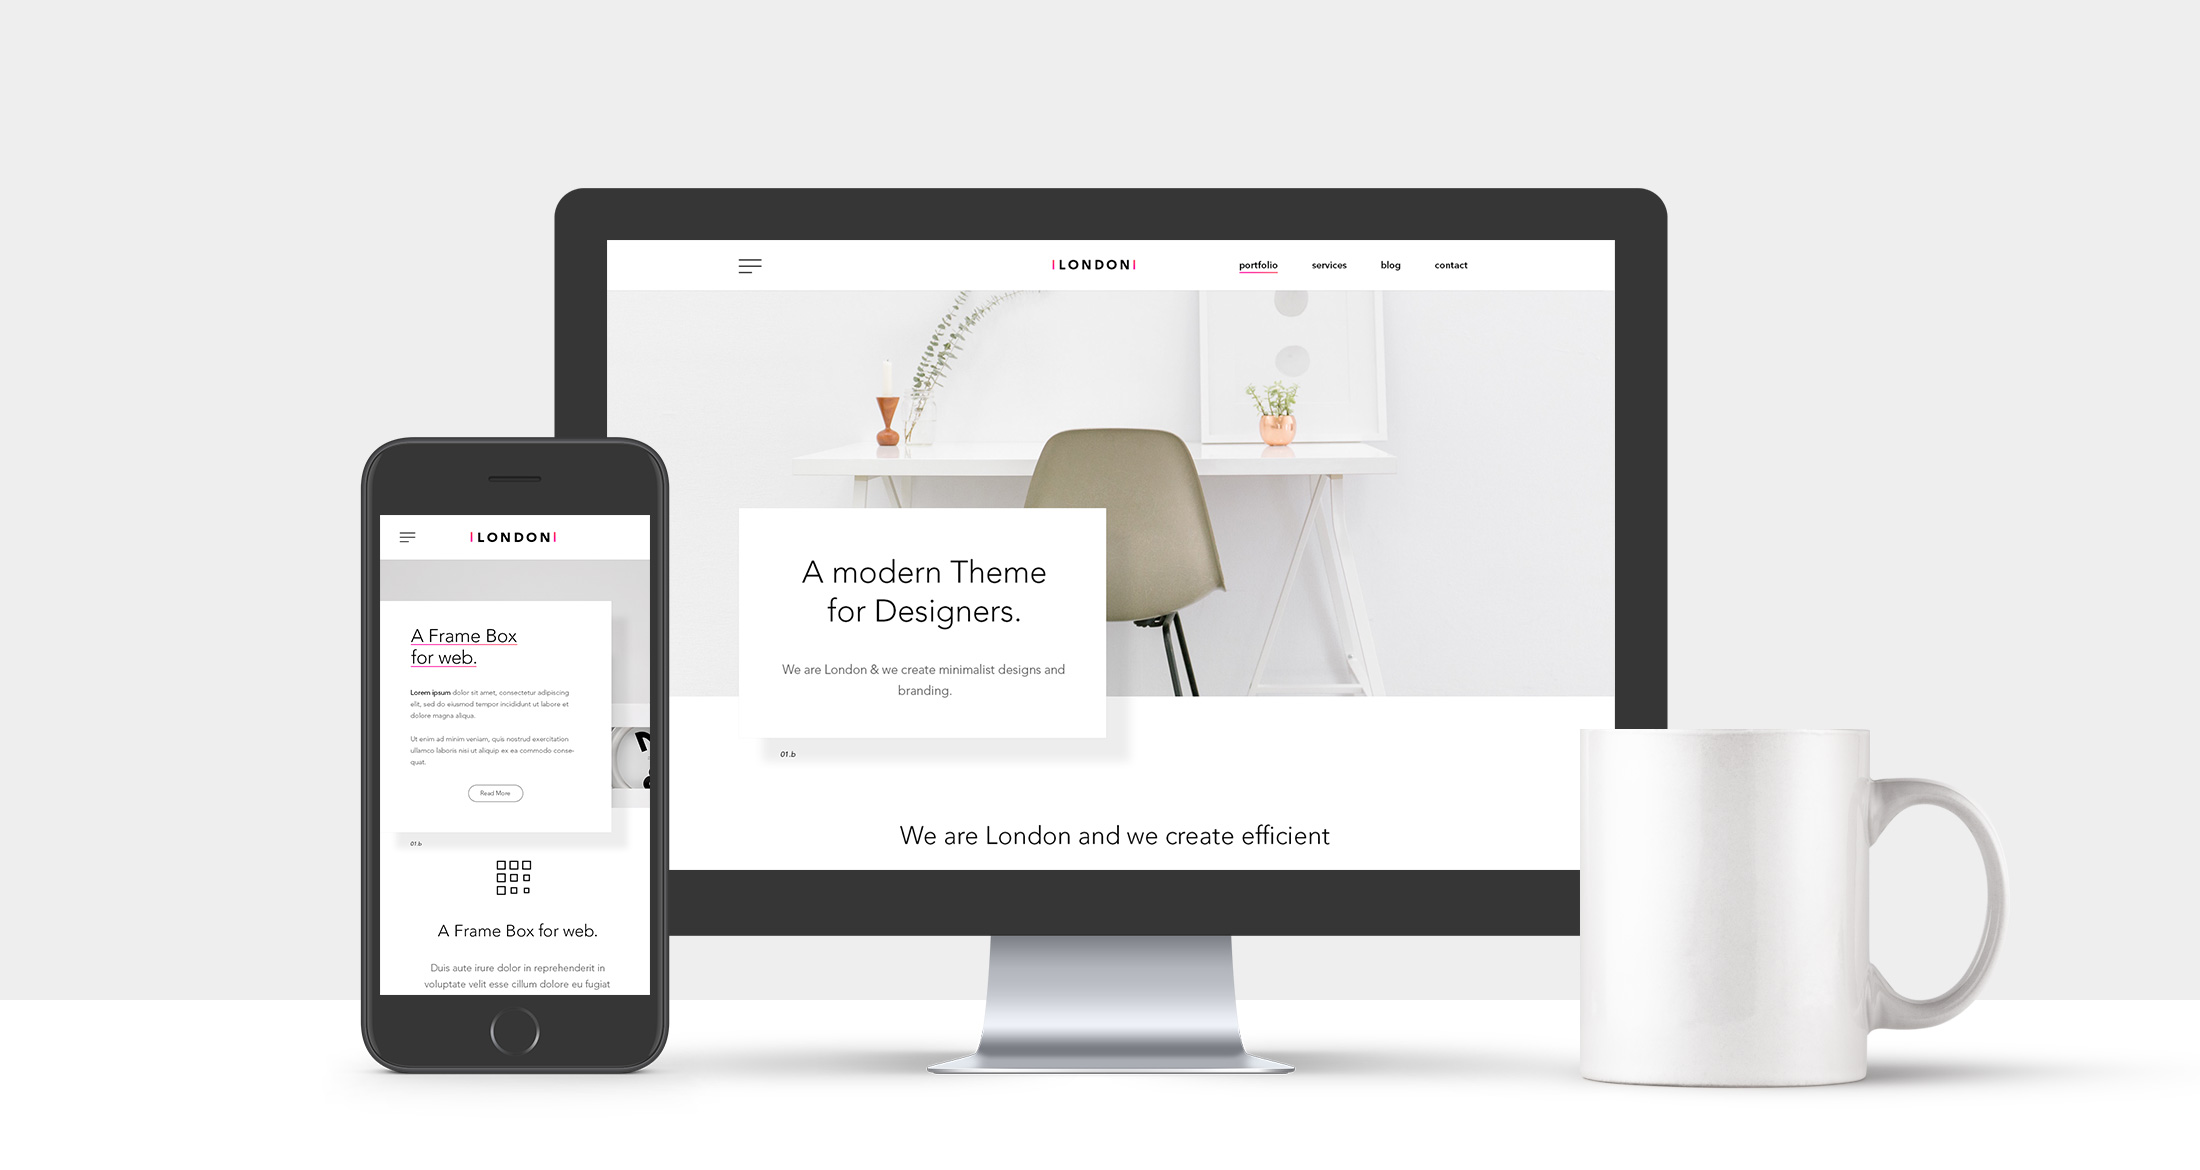 |LONDON|
portfolio services blog contact
A modern Theme
for Designers.
We are London & we create minimalist designs and
branding.
01.b
We are London and we create efficient
|LONDON|
A Frame Box
for web.
Lorem ipsum dolor sit amet, consectetur adipiscing
elit, sed do eiusmod tempor incididunt ut labore et
dolore magna aliqua.
Ut enim ad minim veniam, quis nostrud exercitation
ullamco laboris nisi ut aliquip ex ea commodo conse-
quat.
Read More
01.b
A Frame Box for web.
Duis aute irure dolor in reprehenderit in
voluptate velit esse cillum dolore eu fugiat